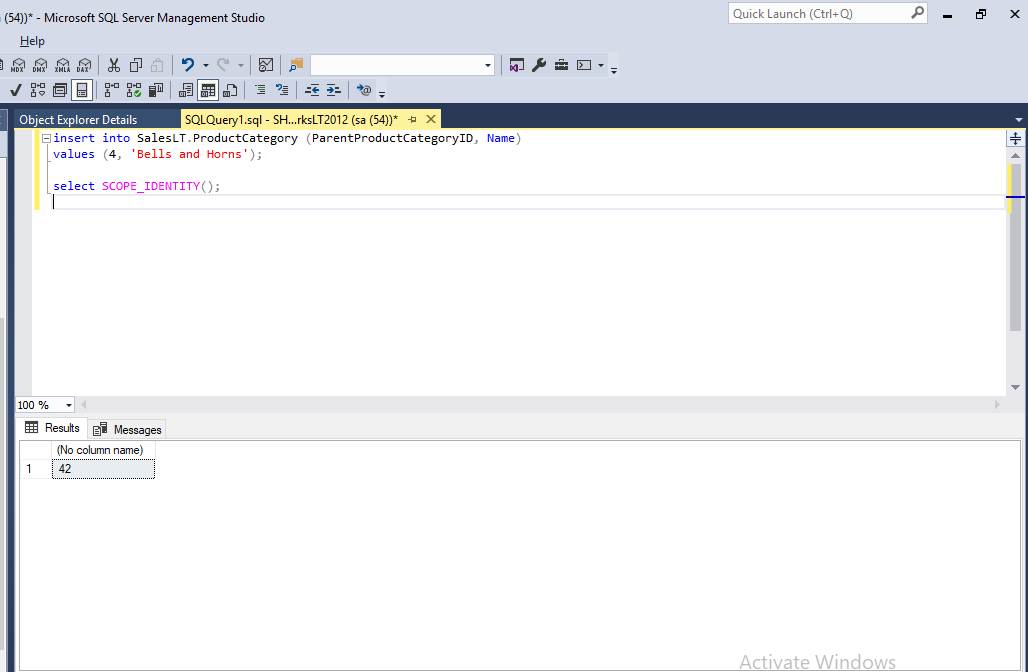 (54))* - Microsoft SQL Server Management Studio
Quick Launch (Ctrl+Q)
Help
MDX DMX XMLA DAX
Object Explorer Details
SQLQuery1.sql - SH...rksLT2012 (sa (54))*
insert into SalesLT.ProductCategory (ParentProductCategoryID, Name)
values (4, 'Bells and Horns');
select SCOPE_IDENTITY();
100 %
Results
Messages
(No column name)
1 42
Activate Windows